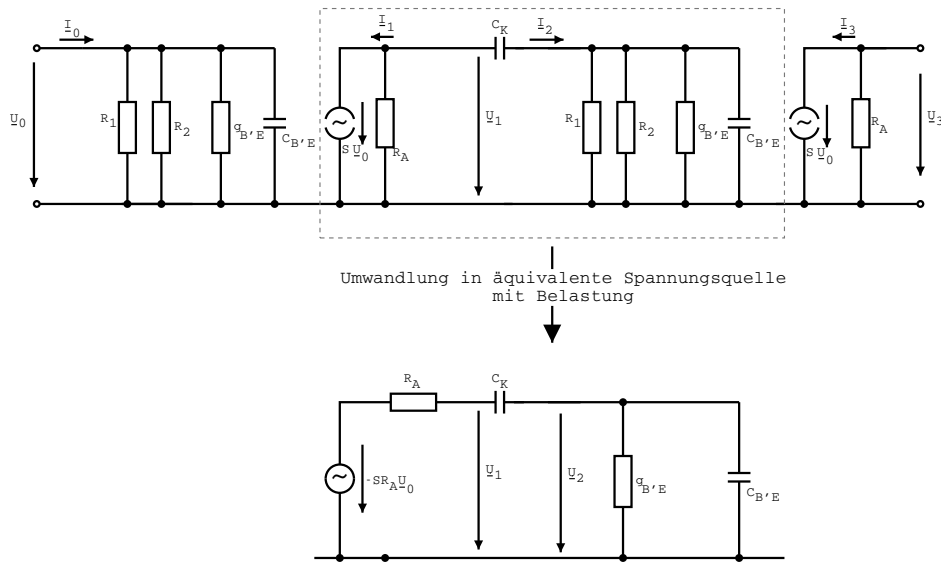 I0
I1
CK
I2
I3
U0
R1
R2
gB'E
CB'E
SU0
RA
U1
R1
R2
gB'E
CB'E
SU0
RA
U3
Umwandlung in äquivalente Spannungsquelle
mit Belastung
RA
CK
-SRAU0
U1
U2
gB'E
CB'E